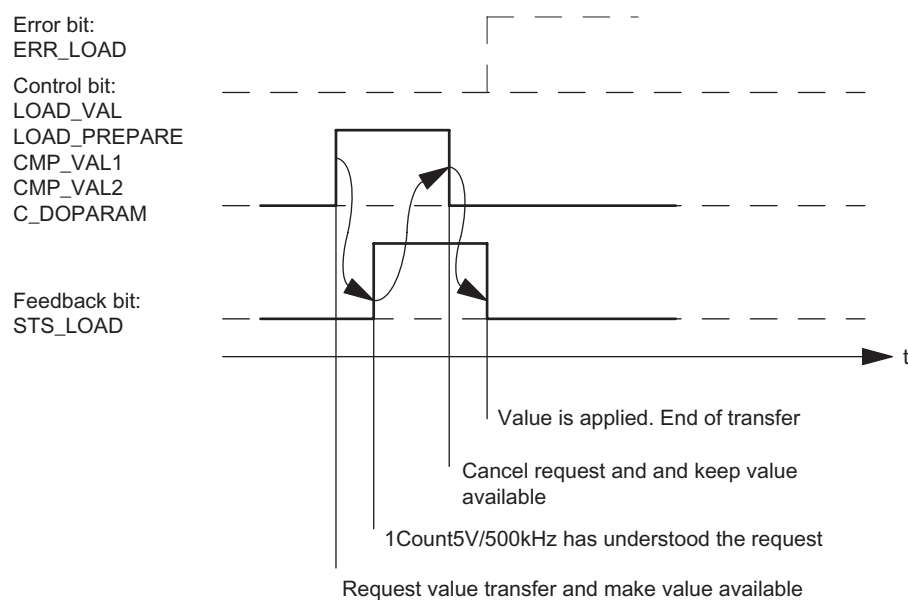 Error bit:
ERR_LOAD
Control bit:
LOAD_VAL
LOAD_PREPARE
CMP_VAL1
CMP_VAL2
C_DOPARAM
Feedback bit:
STS_LOAD
t
Value is applied. End of transfer
Cancel request and and keep value
available
1Count5V/500kHz has understood the request
Request value transfer and make value available